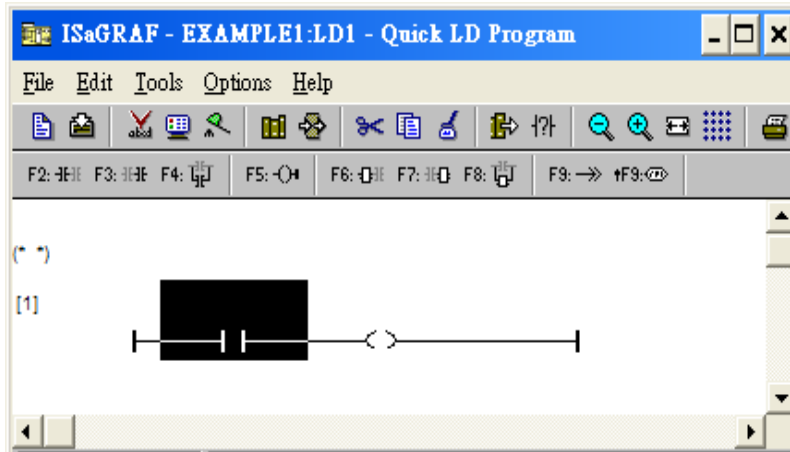 ISaGRAF - EXAMPLE1:LD1 - Quick LD Program
File Edit Tools Options Help
F2: F3: F4: F5: F6: F7: F8: F9: F9:
(* *)
[1]